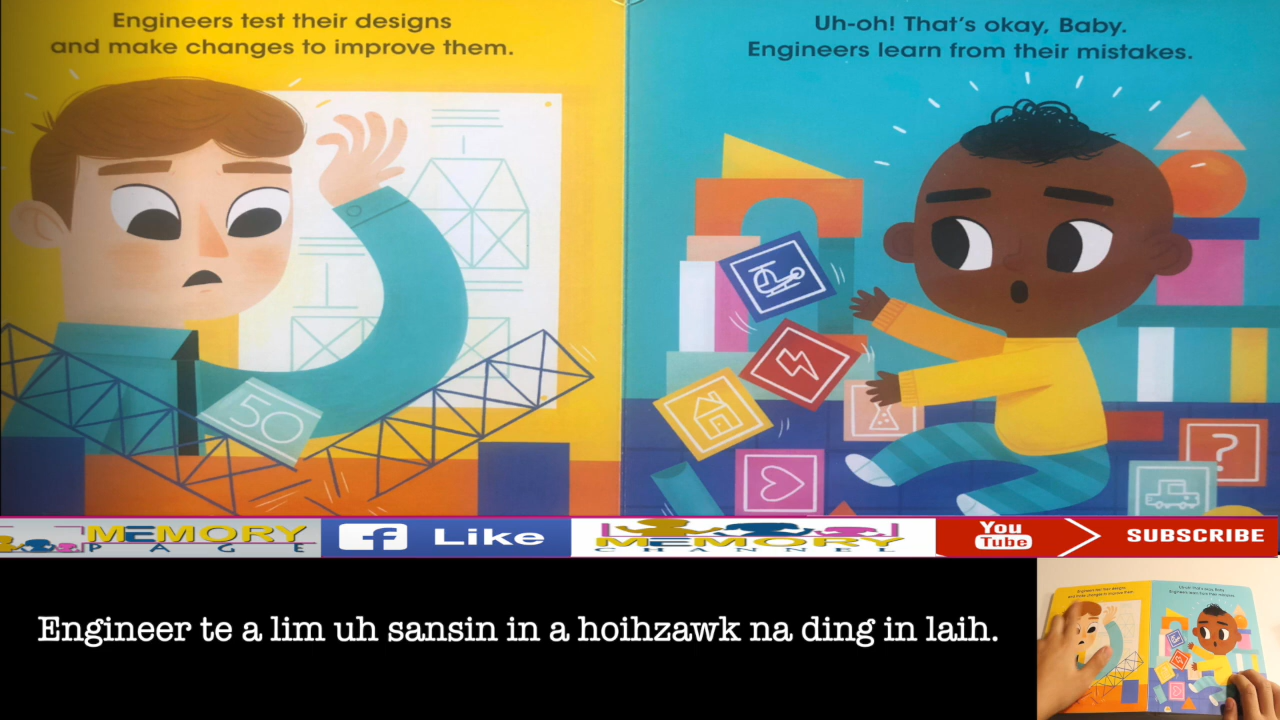 Engineers test their designs
and make changes to improve them.
Uh-oh! That's okay, Baby.
Engineers learn from their mistakes.
50
?
MEMORY
PAGE
f Like
MEMORY
CHANNEL
You
Tube
SUBSCRIBE
Engineer te a lim uh sansin in a hoihzawk na ding in laih.